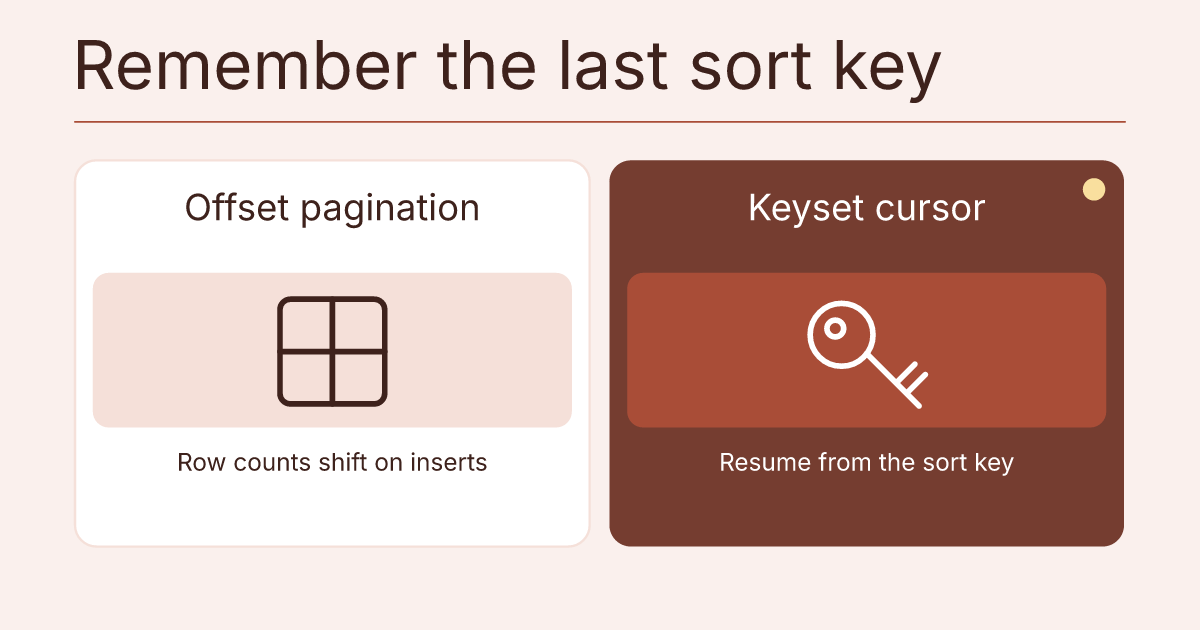 Remember the last sort key
Offset pagination
Row counts shift on inserts
Keyset cursor
Resume from the sort key